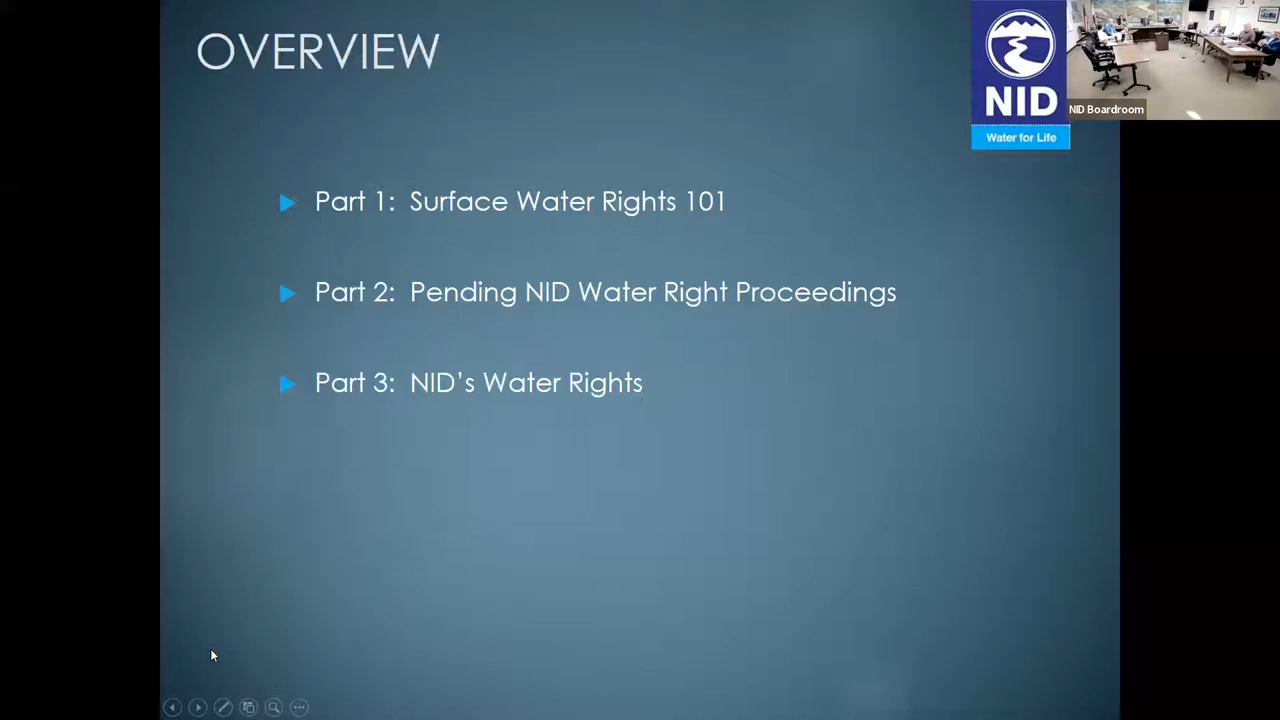 OVERVIEW
NID
Water for Life
NID Boardroom
Part 1: Surface Water Rights 101
Part 2: Pending NID Water Right Proceedings
Part 3: NID’s Water Rights